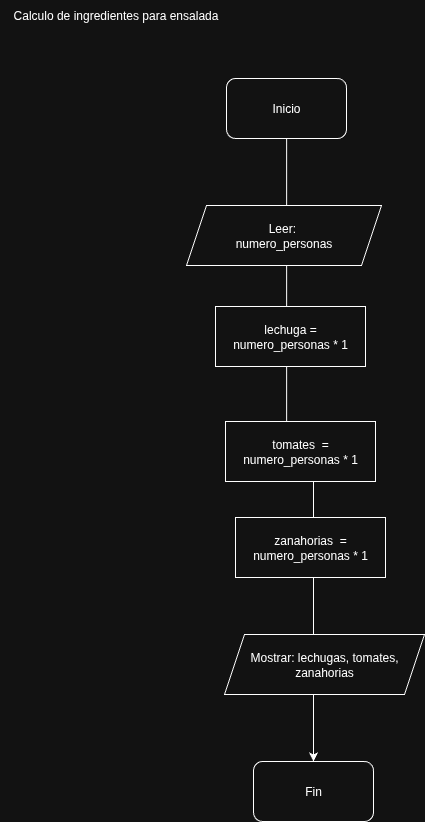 Calculo de ingredientes para ensalada
Inicio
Leer:
numero_personas
lechuga =
numero_personas * 1
tomates  =
numero_personas * 1
zanahorias  =
numero_personas * 1
Mostrar: lechugas, tomates,
zanahorias
Fin